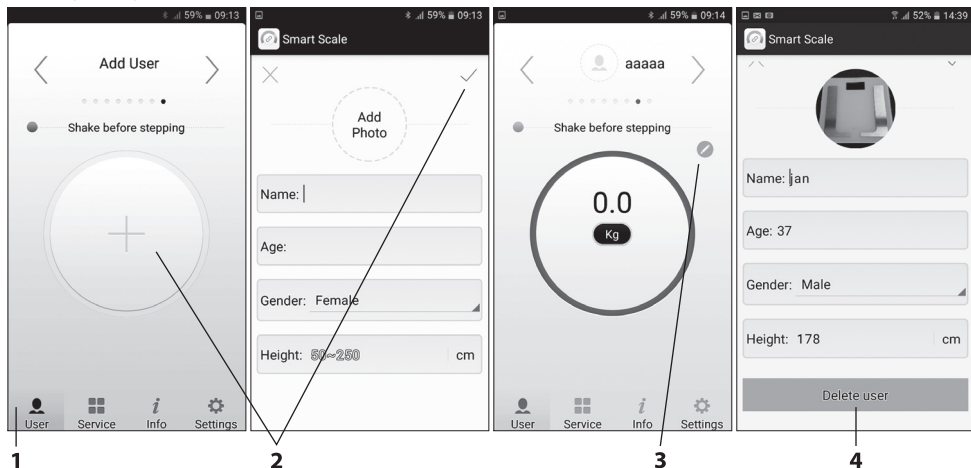 59% 09:13
Add User
Shake before stepping
User Service Info Settings
59% 09:13
Smart Scale
Add
Photo
Name:
Age:
Gender: Female
Height: 50~250 cm
59% 09:14
aaaaa
Shake before stepping
0.0
Kg
User Service Info Settings
52% 14:39
Smart Scale
Name: jan
Age: 37
Gender: Male
Height: 178 cm
Delete user
1 2 3 4